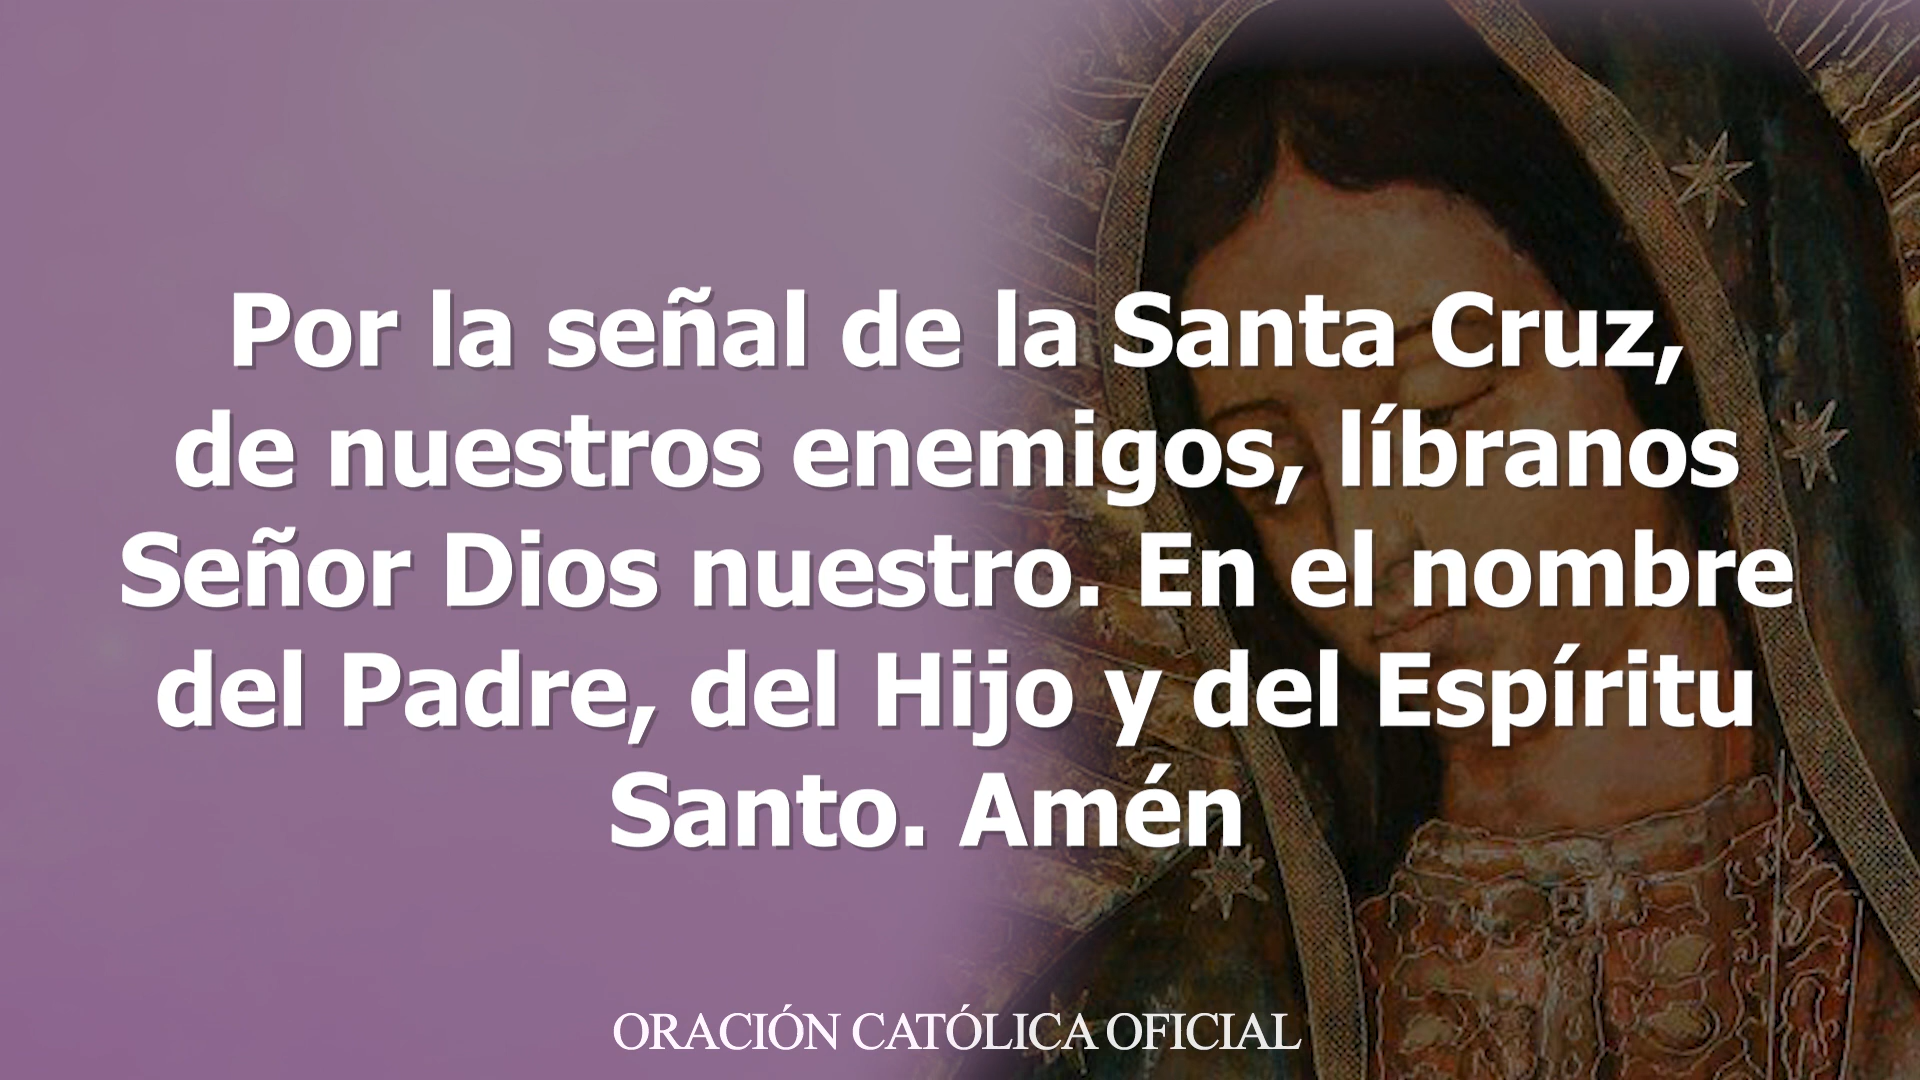 Por la señal de la Santa Cruz,
de nuestros enemigos, líbranos
Señor Dios nuestro. En el nombre
del Padre, del Hijo y del Espíritu
Santo. Amén
ORACIÓN CATÓLICA OFICIAL